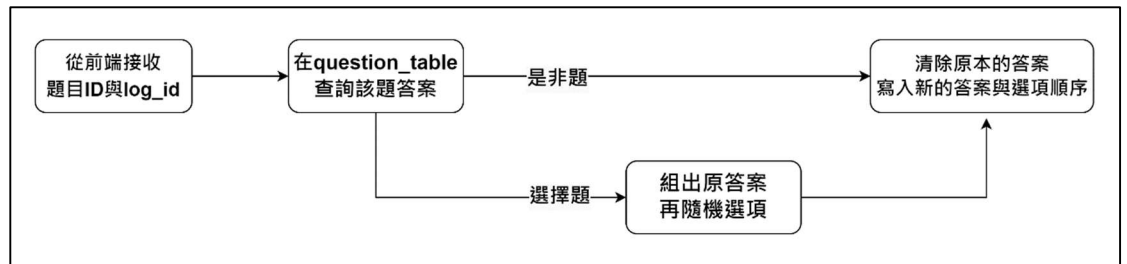 從前端接收
題目ID與log_id
在question_table
查詢該題答案
是非題
清除原本的答案
寫入新的答案與選項順序
選擇題
組出原答案
再隨機選項